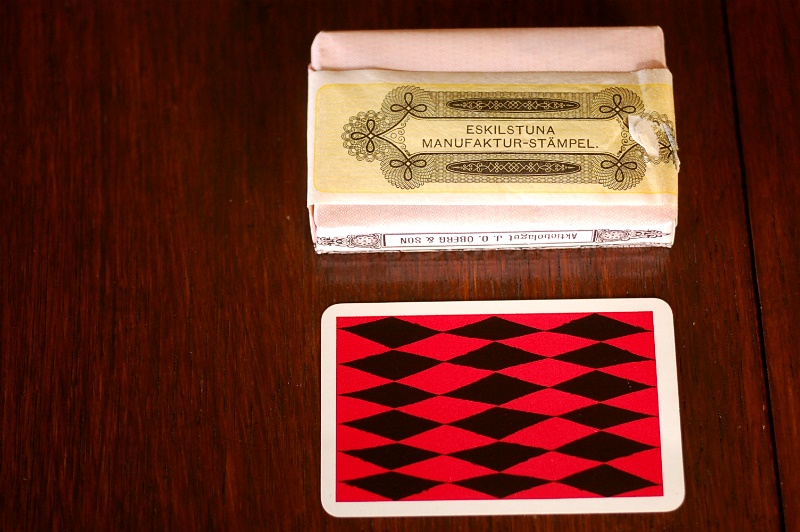 ESKILSTUNA
MANUFAKTUR-STÄMPEL.
Aktiebolaget J. O. ÖBERG & SON